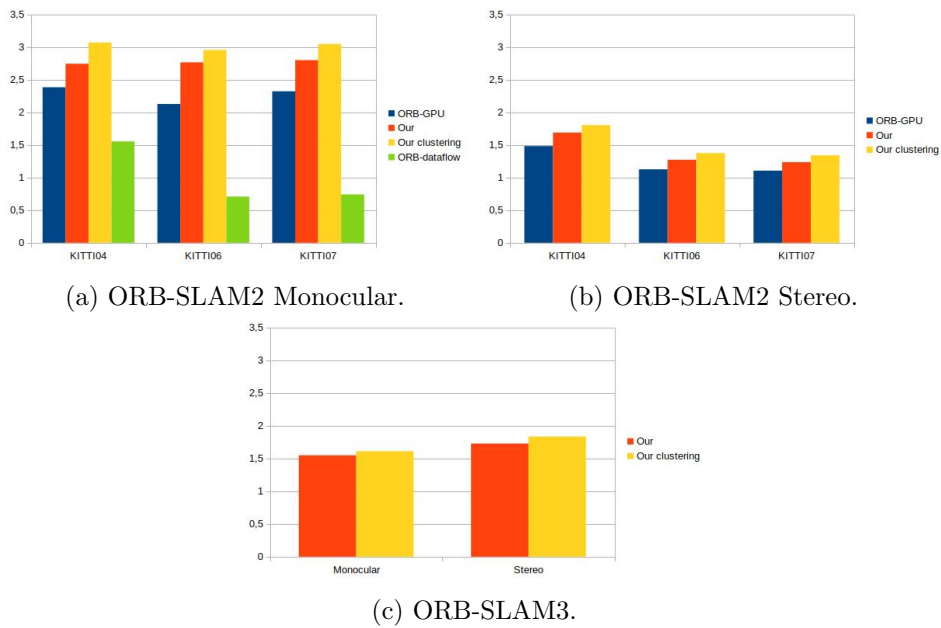 3,5
3
2,5
2
1,5
1
0,5
0
KITTI04 KITTI06 KITTI07
ORB-GPU
Our
Our clustering
ORB-dataflow
(a) ORB-SLAM2 Monocular.
3,5
3
2,5
2
1,5
1
0,5
0
KITTI04 KITTI06 KITTI07
ORB-GPU
Our
Our clustering
(b) ORB-SLAM2 Stereo.
3,5
3
2,5
2
1,5
1
0,5
0
Monocular Stereo
Our
Our clustering
(c) ORB-SLAM3.